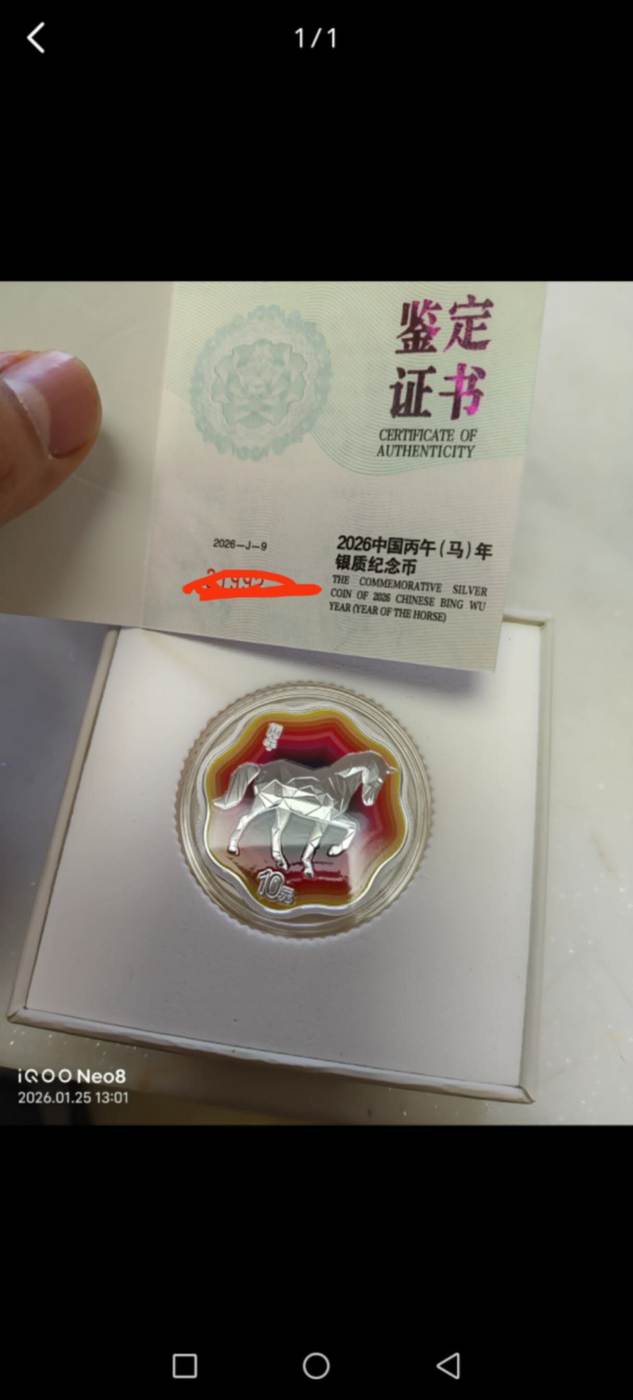 1/1
鉴定
证书
CERTIFICATE OF
AUTHENTICITY
2026-J-9
2026中国丙午(马)年
银质纪念币
THE COMMEMORATIVE SILVER
COIN OF 2026 CHINESE BING WU
YEAR (YEAR OF THE HORSE)
10元
iQOO Neo8
2026.01.25 13:01